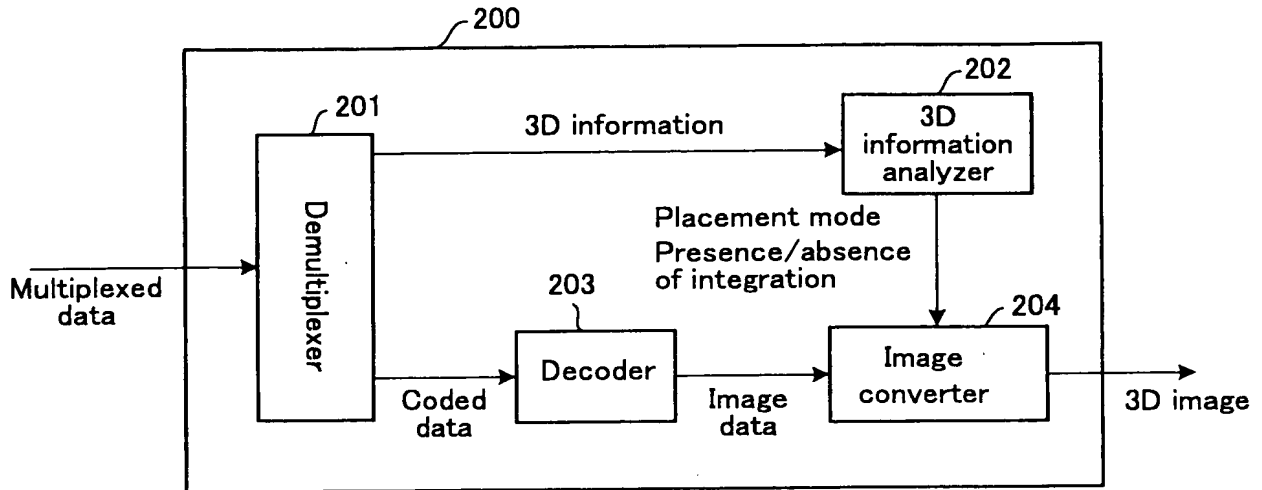 200
201
202
3D information
3D
information
analyzer
Demultiplexer
Placement mode
Presence/absence
of integration
Multiplexed
data
203
204
Decoder
Image
converter
Coded
data
Image
data
3D image